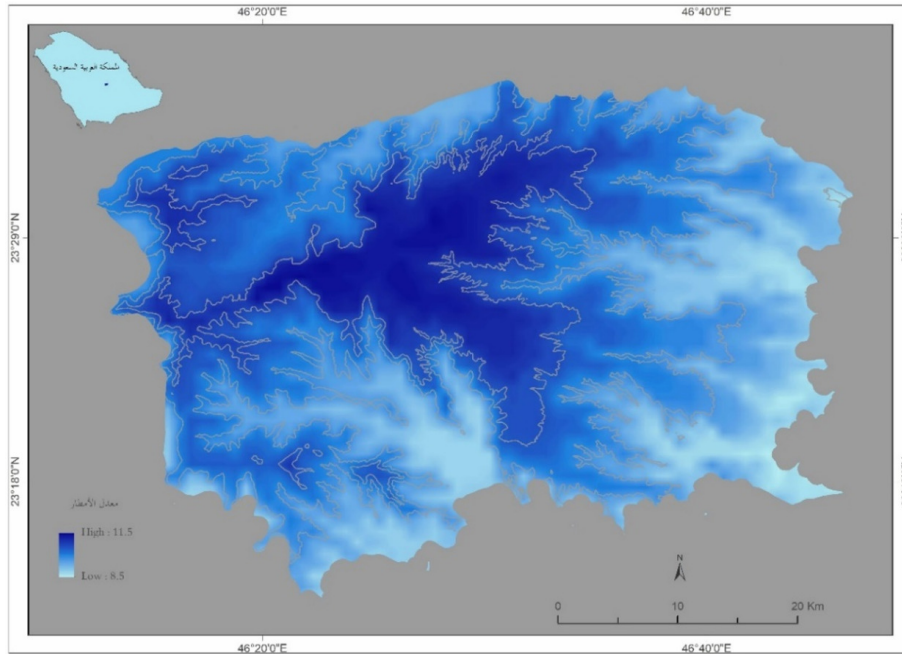 46°20'0"E 46°40'0"E
المملكة العربية السعودية
23°29'0"N
23°18'0"N
معدل الأمطار
High : 11.5
Low : 8.5
N
0 10 20 Km
46°20'0"E 46°40'0"E